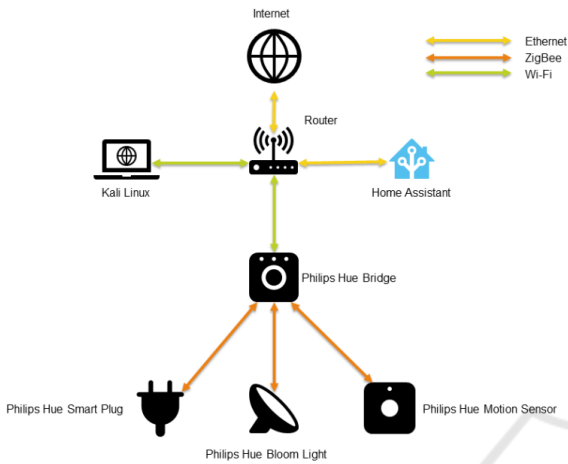 Internet
Ethernet
ZigBee
Wi-Fi
Router
Kali Linux
Home Assistant
Philips Hue Bridge
Philips Hue Smart Plug
Philips Hue Motion Sensor
Philips Hue Bloom Light